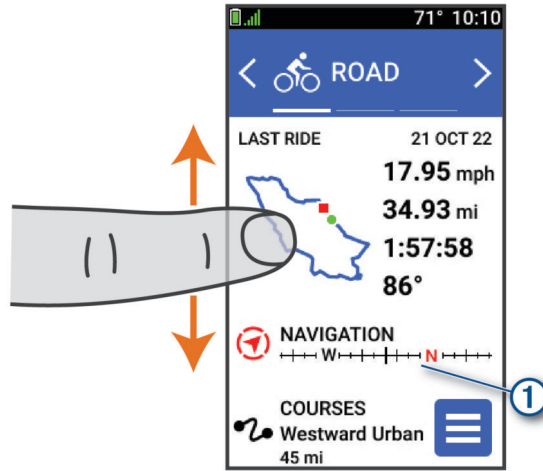 71° 10:10
ROAD
LAST RIDE 21 OCT 22
17.95 mph
34.93 mi
1:57:58
86°
NAVIGATION
W N
1
COURSES
Westward Urban
45 mi